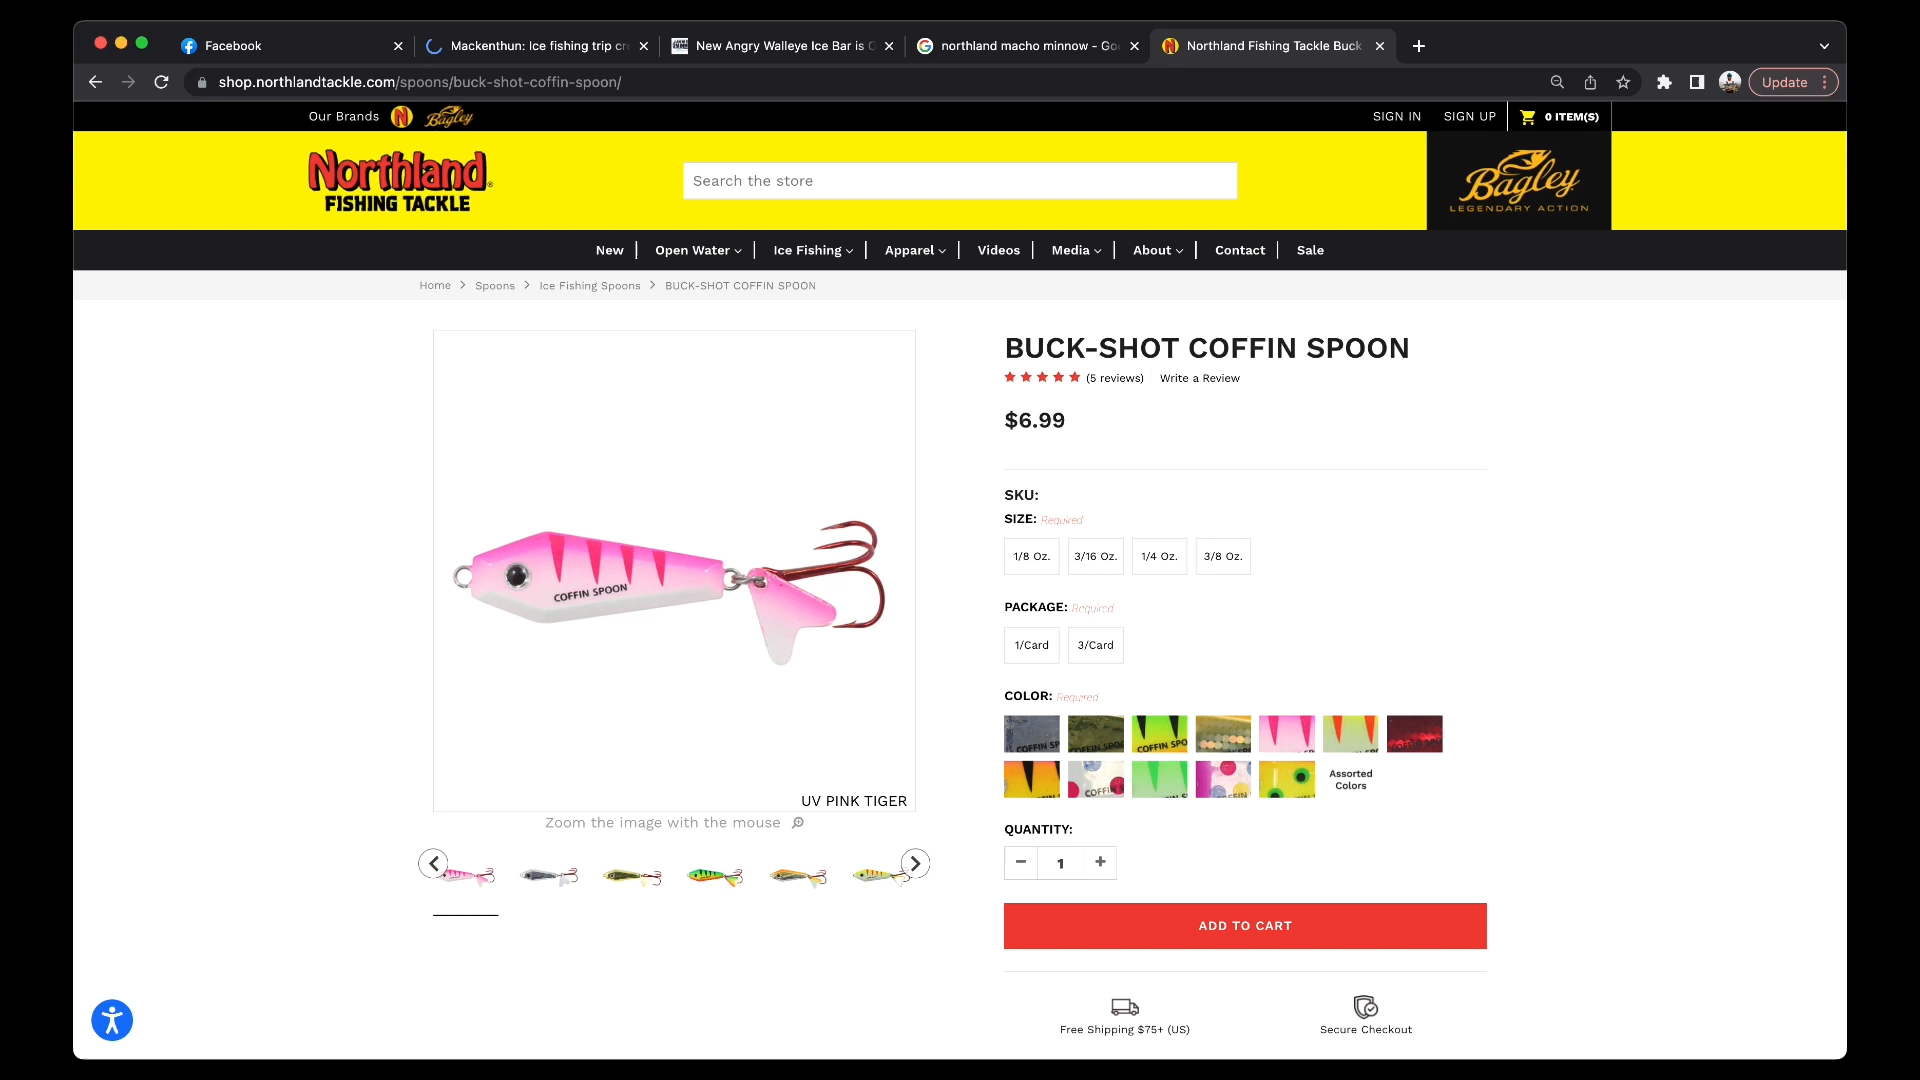 Facebook
Mackenthun: Ice fishing trip cr
New Angry Walleye Ice Bar is O
northland macho minnow - Goo
Northland Fishing Tackle Buck
shop.northlandtackle.com/spoons/buck-shot-coffin-spoon/
Update
Our Brands
N
Bagley
SIGN IN
SIGN UP
0 ITEM(S)
Northland
FISHING TACKLE
Search the store
Bagley
LEGENDARY ACTION
New
Open Water
Ice Fishing
Apparel
Videos
Media
About
Contact
Sale
Home
Spoons
Ice Fishing Spoons
BUCK-SHOT COFFIN SPOON
COFFIN SPOON
UV PINK TIGER
Zoom the image with the mouse
BUCK-SHOT COFFIN SPOON
(5 reviews)
Write a Review
$6.99
SKU:
SIZE: Required
1/8 Oz.
3/16 Oz.
1/4 Oz.
3/8 Oz.
PACKAGE: Required
1/Card
3/Card
COLOR: Required
COFFIN SP
COFFIN SPO
Assorted
Colors
QUANTITY:
1
ADD TO CART
Free Shipping $75+ (US)
Secure Checkout